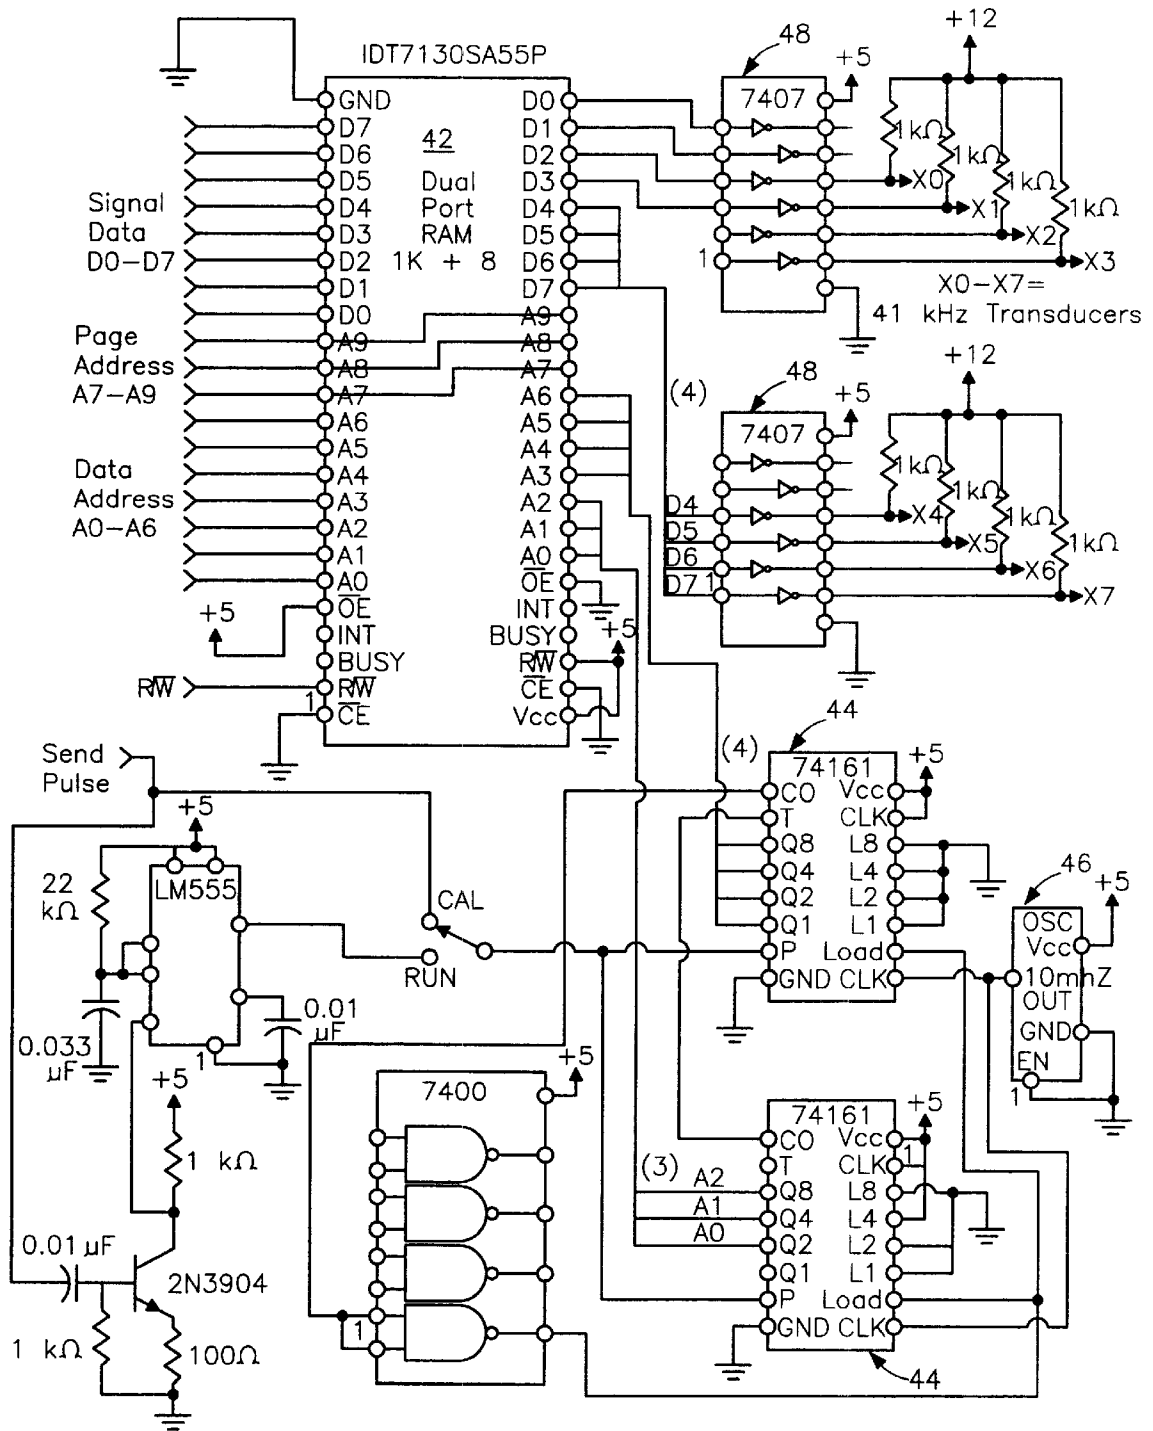 IDT7130SA55P
GND
D7
D6
D5
D4
D3
D2
D1
D0
A9
A8
A7
A6
A5
A4
A3
A2
A1
A0
OE
INT
BUSY
RW
1
CE
42
Dual
Port
RAM
1K + 8
D0
D1
D2
D3
D4
D5
D6
D7
A9
A8
A7
A6
A5
A4
A3
A2
A1
A0
OE
INT
BUSY
RW
CE
Vcc
+5
Signal
Data
D0-D7
Page
Address
A7-A9
Data
Address
A0-A6
+5
RW
48
7407
+5
1
+12
1kΩ
1kΩ
1kΩ
1kΩ
X0
X1
X2
X3
X0-X7=
41 kHz Transducers
(4)
48
7407
+5
D4
D5
D6
D7
1
+12
1kΩ
1kΩ
1kΩ
1kΩ
X4
X5
X6
X7
Send
Pulse
+5
22
kΩ
LM555
0.033
µF
1
0.01
µF
CAL
RUN
(4)
44
74161
CO
T
Q8
Q4
Q2
Q1
P
GND
Vcc
CLK
L8
L4
L2
L1
Load
CLK
+5
46
+5
OSC
Vcc
10mhZ
OUT
GND
EN
1
+5
1 kΩ
0.01 µF
2N3904
1 kΩ
100Ω
7400
+5
1
(3)
A2
A1
A0
74161
CO
T
Q8
Q4
Q2
Q1
P
GND
Vcc
1
CLK
L8
L4
L2
L1
Load
CLK
+5
44